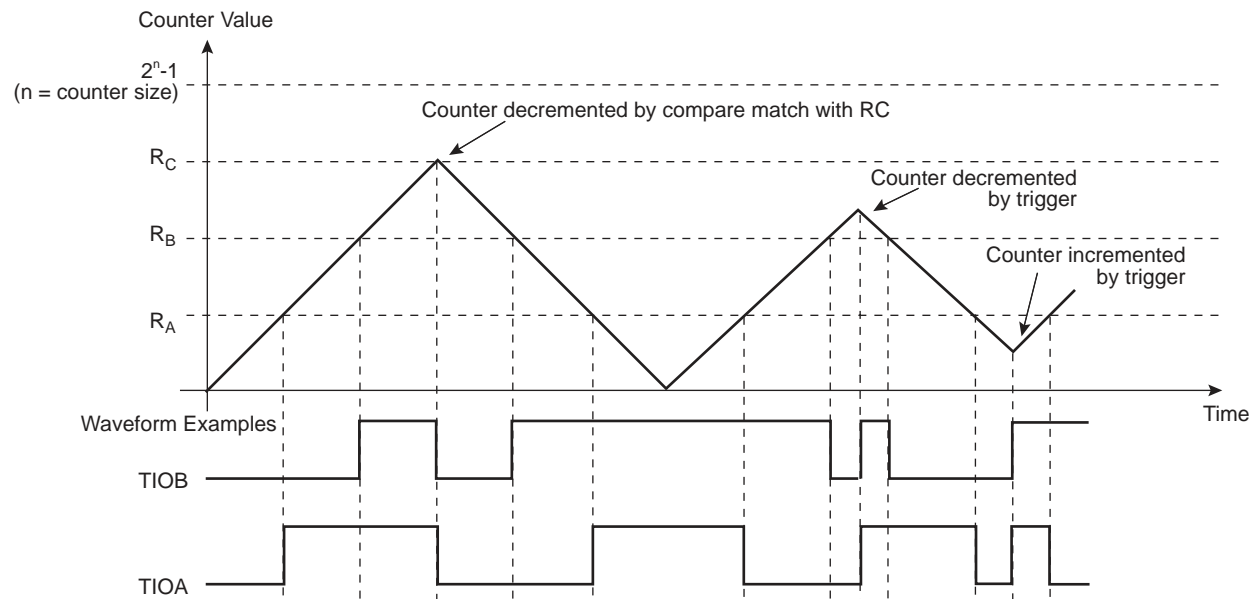 Counter Value
2ⁿ-1
(n = counter size)
Counter decremented by compare match with RC
R_C
Counter decremented
by trigger
R_B
Counter incremented
by trigger
R_A
Time
Waveform Examples
TIOB
TIOA